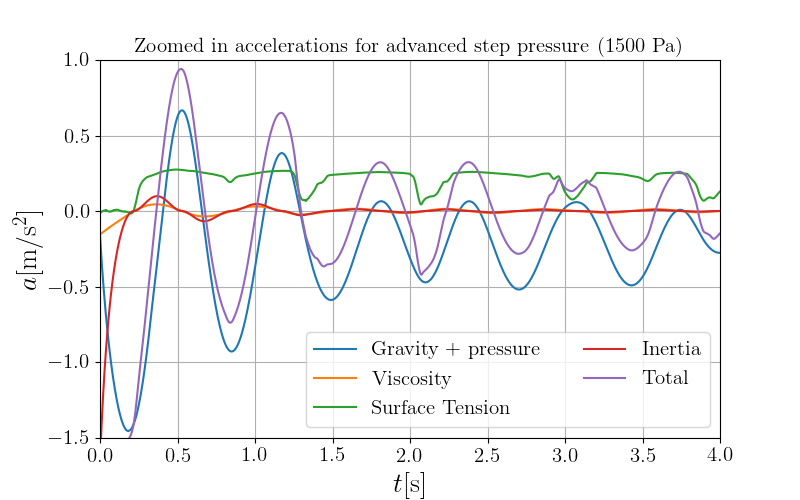 Zoomed in accelerations for advanced step pressure (1500 Pa)
1.0
0.5
0.0
−0.5
−1.0
−1.5
a[m/s²]
Gravity + pressure
Viscosity
Surface Tension
Inertia
Total
0.0 0.5 1.0 1.5 2.0 2.5 3.0 3.5 4.0
t[s]